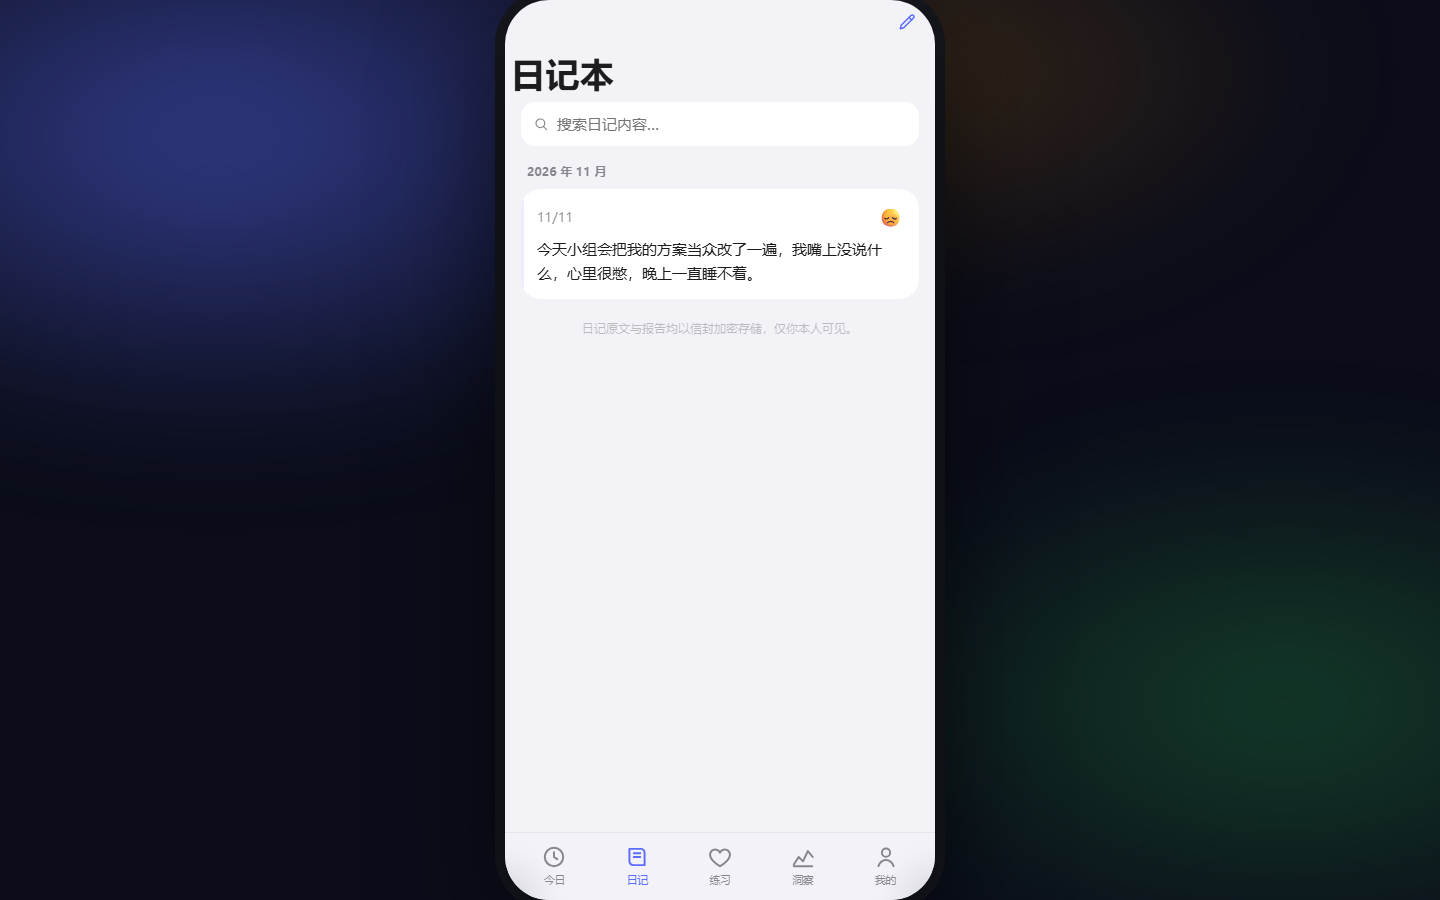 日记本
搜索日记内容...
2026 年 11 月
11/11
今天小组会把我的方案当众改了一遍，我嘴上没说什
么，心里很憋，晚上一直睡不着。
日记原文与报告均以信封加密存储，仅你本人可见。
今日
日记
练习
洞察
我的